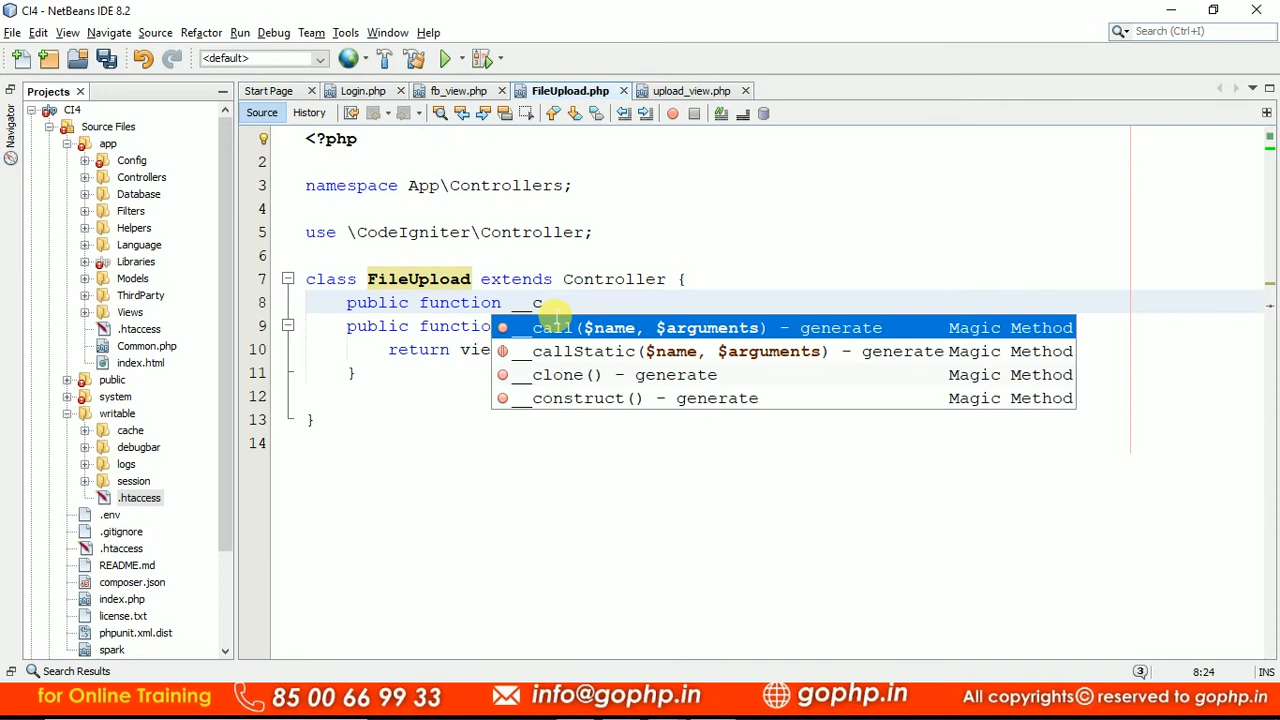 CI4 - NetBeans IDE 8.2
File Edit View Navigate Source Refactor Run Debug Team Tools Window Help
Search (Ctrl+I)
<default>
Projects
Start Page
Login.php
fb_view.php
FileUpload.php
upload_view.php
Source History
Navigator
CI4
Source Files
app
Config
Controllers
Database
Filters
Helpers
Language
Libraries
Models
ThirdParty
Views
.htaccess
Common.php
index.html
public
system
writable
cache
debugbar
logs
session
.htaccess
.env
.gitignore
.htaccess
README.md
composer.json
index.php
license.txt
phpunit.xml.dist
spark
<?php
2
3 namespace App\Controllers;
4
5 use \CodeIgniter\Controller;
6
7 class FileUpload extends Controller {
8 public function __c
9 public functio
10 return vie
11 }
12
13 }
14
__call($name, $arguments) - generate Magic Method
__callStatic($name, $arguments) - generate Magic Method
__clone() - generate Magic Method
__construct() - generate Magic Method
Search Results
3
8:24
INS
for Online Training 85 00 66 99 33 info@gophp.in gophp.in All copyrights© reserved to gophp.in